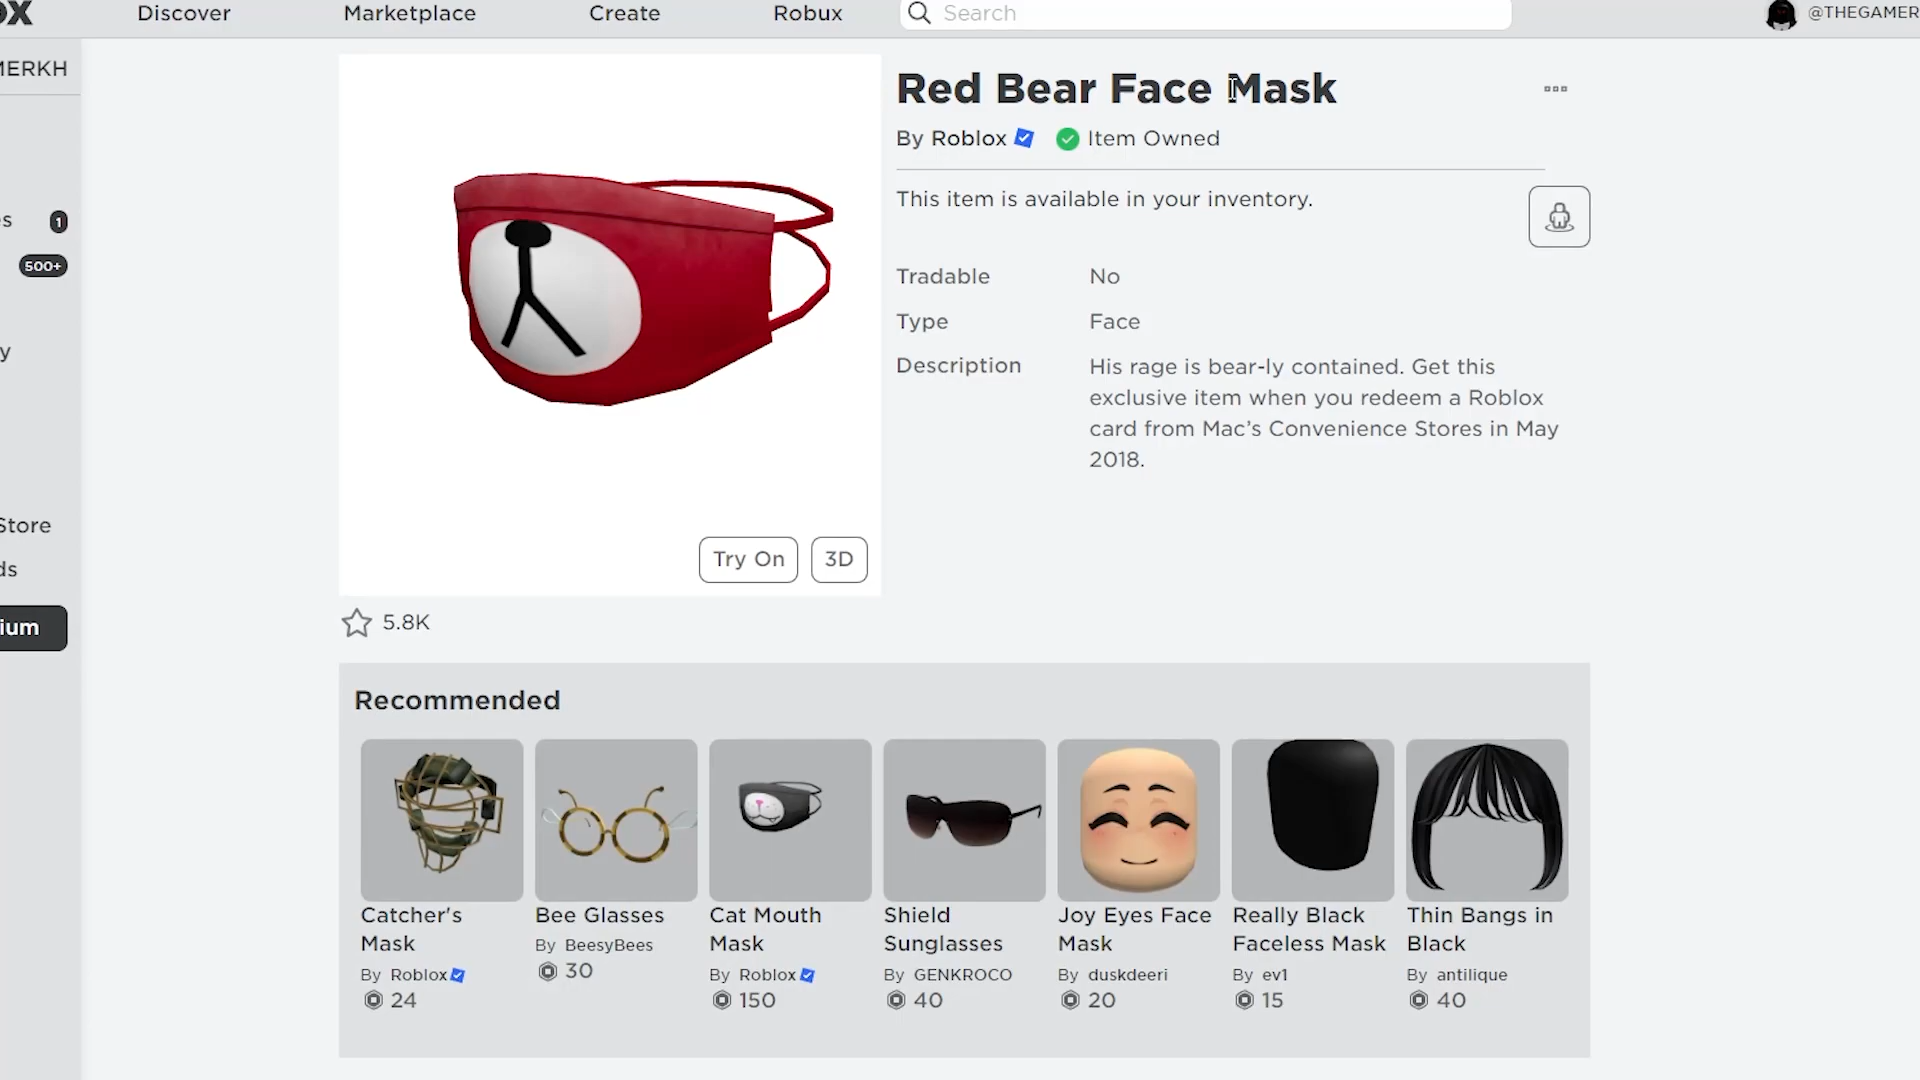 OX
Discover
Marketplace
Create
Robux
Search
@THEGAMER
MERKH
s
1
500+
y
Store
ds
ium
Red Bear Face Mask
By Roblox
Item Owned
This item is available in your inventory.
Tradable No
Type Face
Description His rage is bear-ly contained. Get this
exclusive item when you redeem a Roblox
card from Mac’s Convenience Stores in May
2018.
Try On
3D
5.8K
Recommended
Catcher's
Mask
By Roblox
24
Bee Glasses
By BeesyBees
30
Cat Mouth
Mask
By Roblox
150
Shield
Sunglasses
By GENKROCO
40
Joy Eyes Face
Mask
By duskdeeri
20
Really Black
Faceless Mask
By ev1
15
Thin Bangs in
Black
By antilique
40